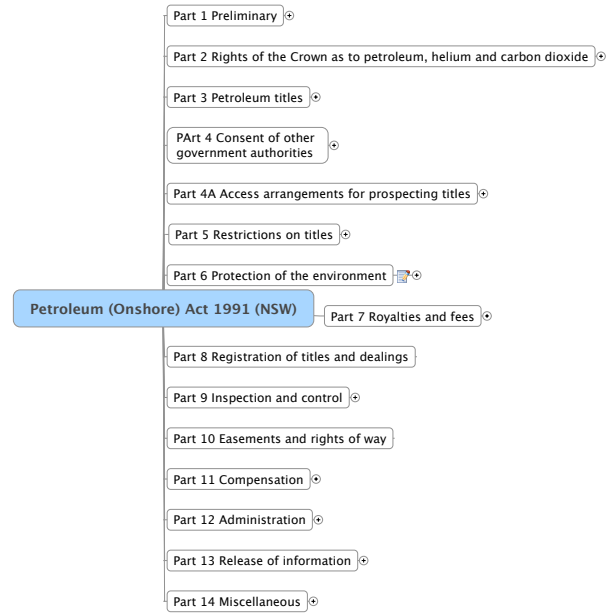 Part 1 Preliminary
Part 2 Rights of the Crown as to petroleum, helium and carbon dioxide
Part 3 Petroleum titles
PArt 4 Consent of other
government authorities
Part 4A Access arrangements for prospecting titles
Part 5 Restrictions on titles
Part 6 Protection of the environment
Petroleum (Onshore) Act 1991 (NSW)
Part 7 Royalties and fees
Part 8 Registration of titles and dealings
Part 9 Inspection and control
Part 10 Easements and rights of way
Part 11 Compensation
Part 12 Administration
Part 13 Release of information
Part 14 Miscellaneous